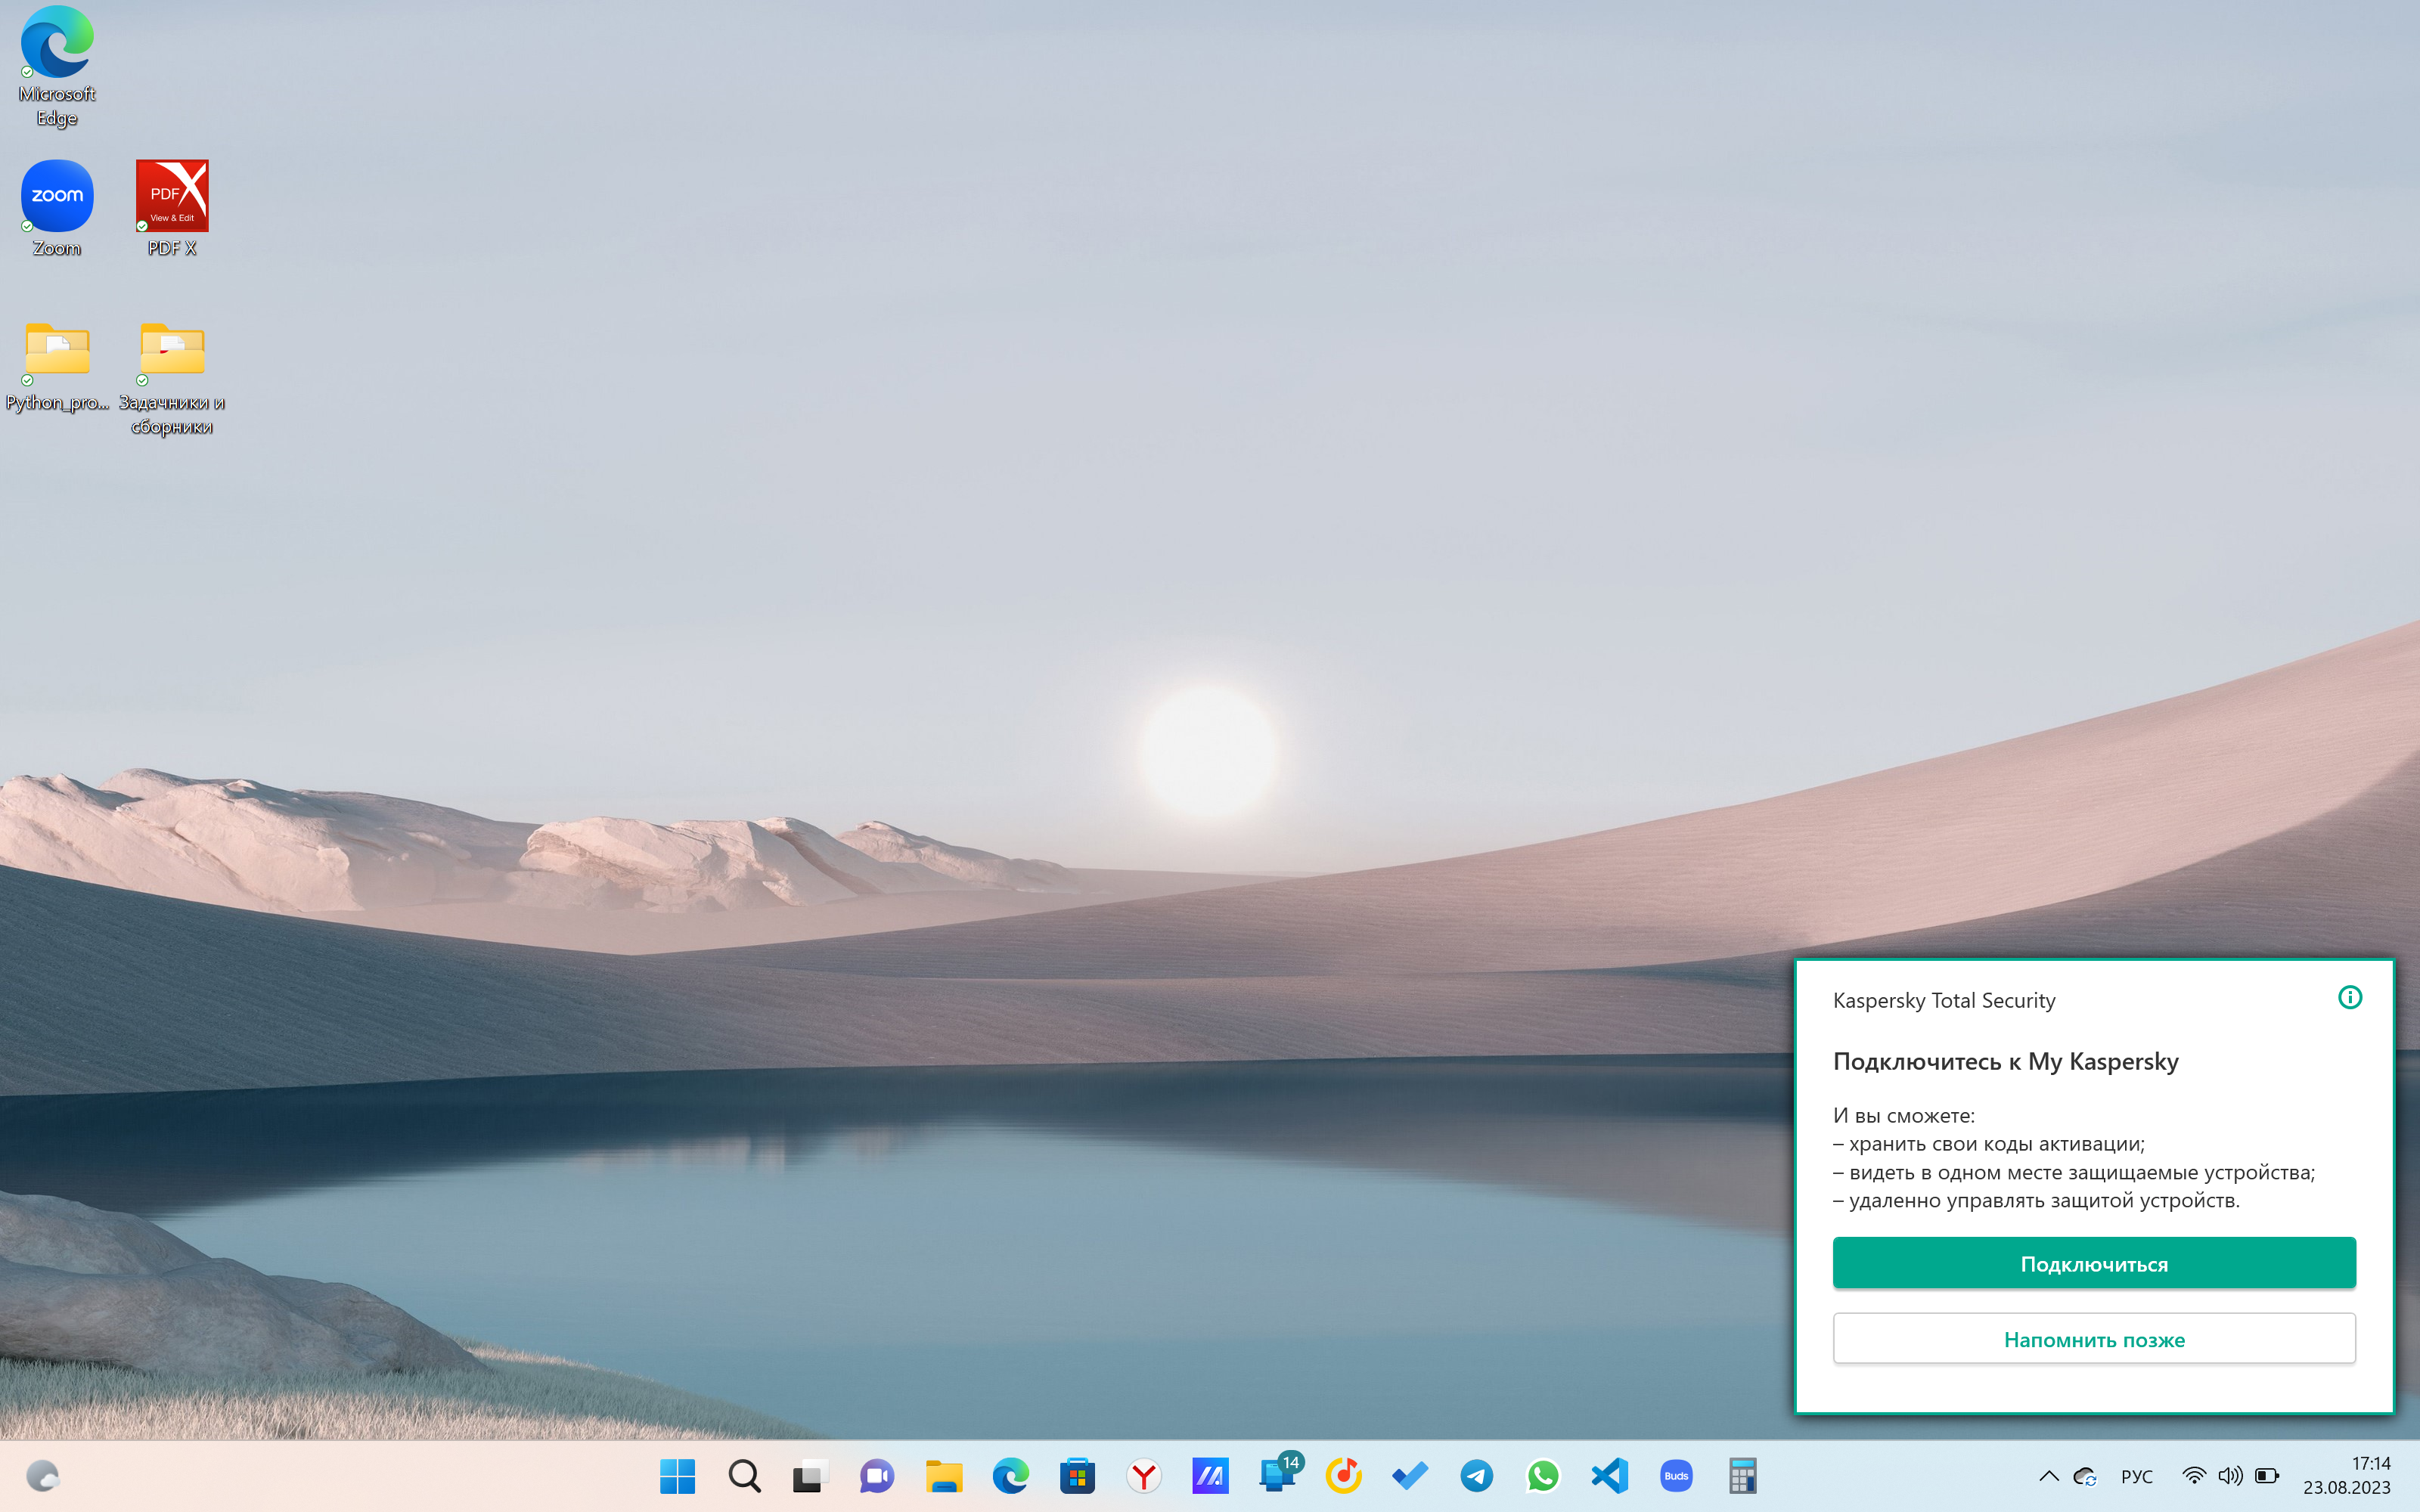 Microsoft
Edge
zoom
Zoom
PDF
View & Edit
PDF X
Python_pro...
Задачники и
сборники
Kaspersky Total Security
Подключитесь к My Kaspersky
И вы сможете:
– хранить свои коды активации;
– видеть в одном месте защищаемые устройства;
– удаленно управлять защитой устройств.
Подключиться
Напомнить позже
14
Buds
РУС
17:14
23.08.2023